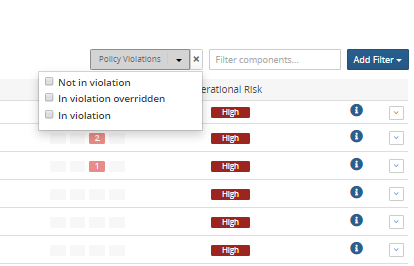 Policy Violations
Filter components...
Add Filter
Not in violation
In violation overridden
In violation
erational Risk
High
2
High
1
High
High
High
High